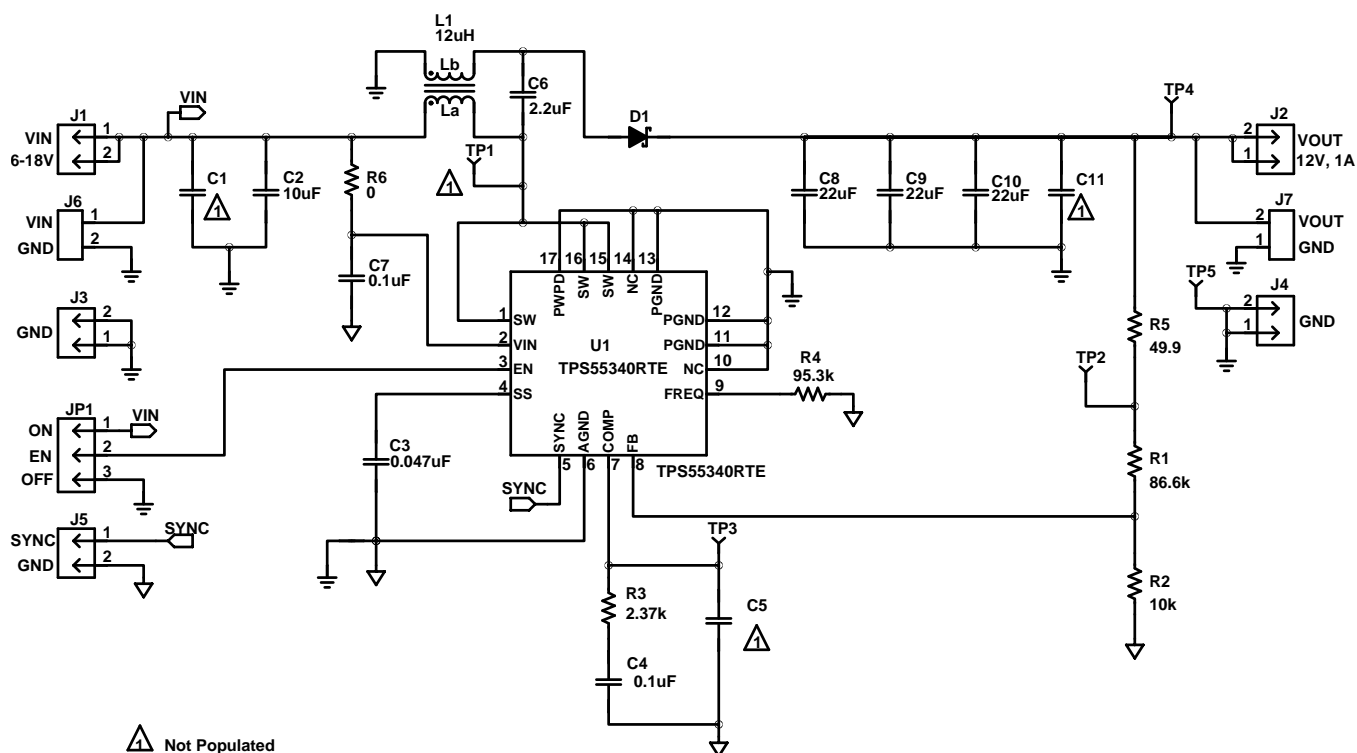 L1
12uH
Lb
La
C6
2.2uF
VIN
J1
VIN
6-18V
1
2
J6
VIN
GND
1
2
C1
1
C2
10uF
R6
0
TP1
1
D1
TP4
C8
22uF
C9
22uF
C10
22uF
C11
1
J2
2
1
VOUT
12V, 1A
J7
2
1
VOUT
GND
TP5
J4
2
1
GND
J3
GND
2
1
C7
0.1uF
17 16 15 14 13
PWPD
SW
SW
NC
PGND
1 SW
2 VIN
3 EN
4 SS
U1
TPS55340RTE
PGND 12
PGND 11
NC 10
FREQ 9
SYNC
AGND
COMP
FB
5 6 7 8
TPS55340RTE
R4
95.3k
R5
49.9
TP2
R1
86.6k
R2
10k
JP1
ON
EN
OFF
1
2
3
VIN
C3
0.047uF
SYNC
J5
SYNC
GND
1
2
SYNC
TP3
R3
2.37k
C4
0.1uF
C5
1
1 Not Populated